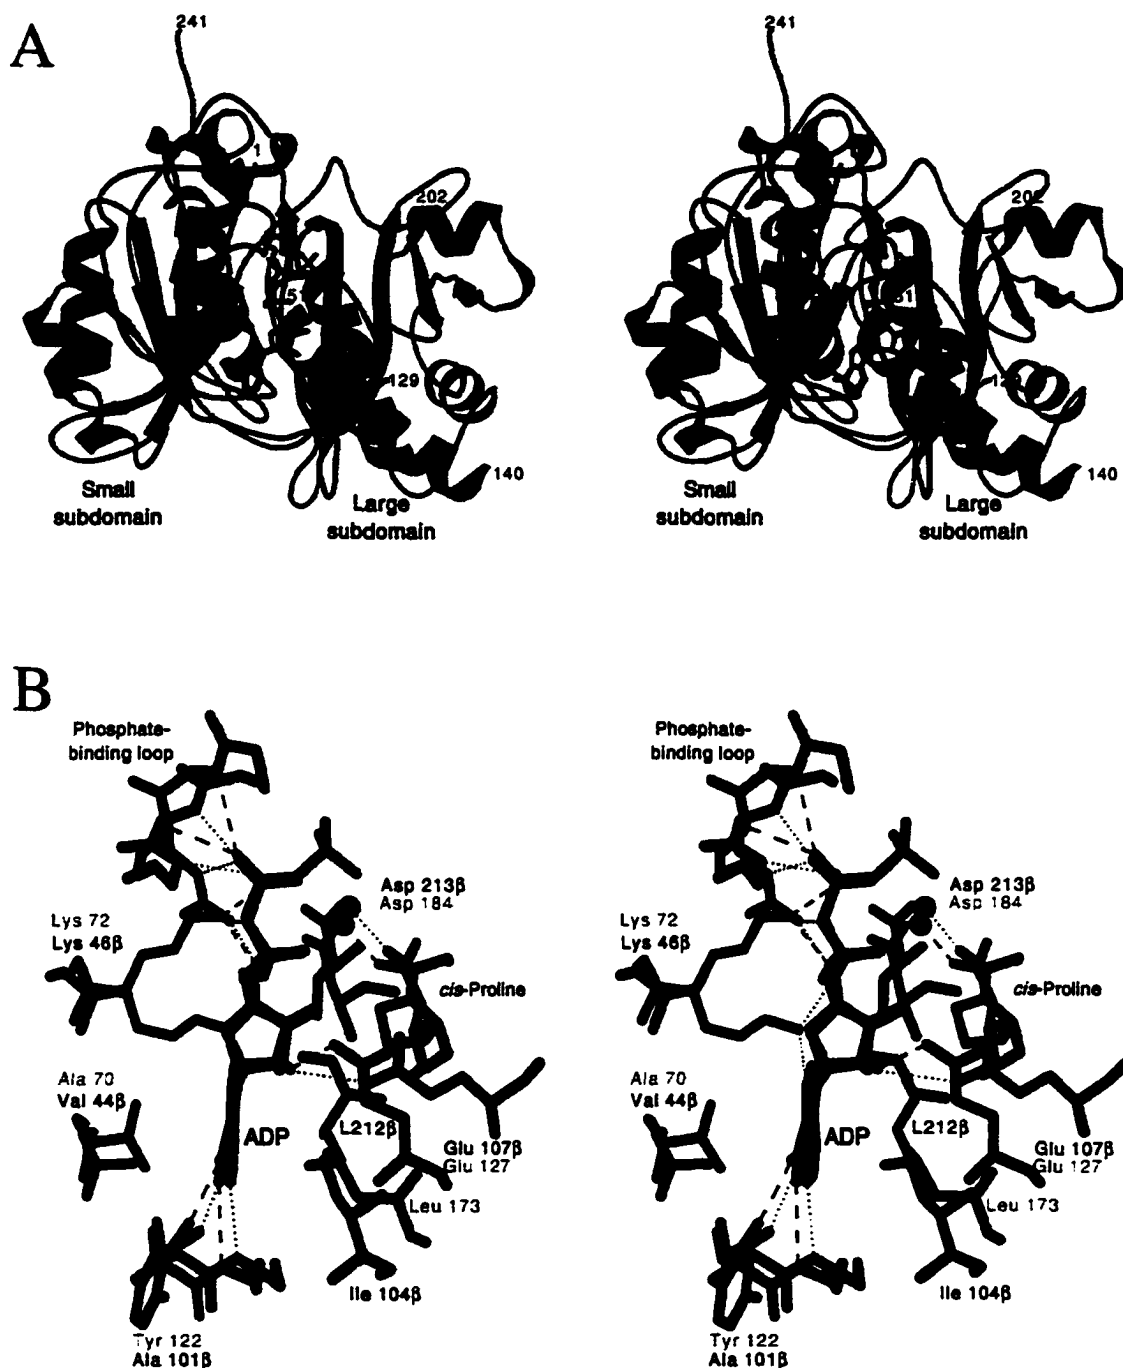 A
241
1
202
51
129
140
Small
subdomain
Large
subdomain
241
202
140
Small
subdomain
Large
subdomain
B
Phosphate-
binding loop
Asp 213β
Asp 184
Lys 72
Lys 46β
cis-Proline
Ala 70
Val 44β
ADP
L212β
Glu 107β
Glu 127
Leu 173
Ile 104β
Tyr 122
Ala 101β
Phosphate-
binding loop
Asp 213β
Asp 184
Lys 72
Lys 46β
cis-Proline
Ala 70
Val 44β
ADP
L212β
Glu 107β
Glu 127
Leu 173
Ile 104β
Tyr 122
Ala 101β